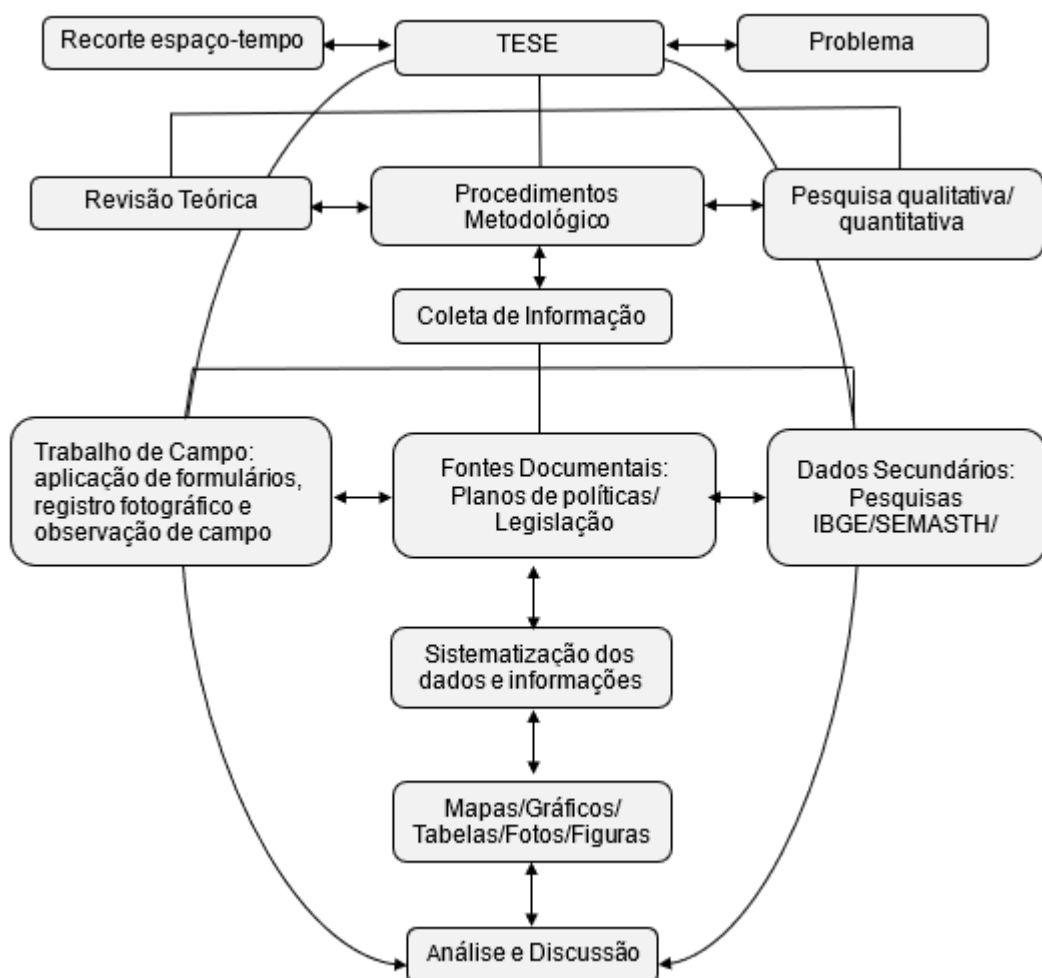 Recorte espaço-tempo
TESE
Problema
Revisão Teórica
Procedimentos
Metodológico
Pesquisa qualitativa/
quantitativa
Coleta de Informação
Trabalho de Campo:
aplicação de formulários,
registro fotográfico e
observação de campo
Fontes Documentais:
Planos de políticas/
Legislação
Dados Secundários:
Pesquisas
IBGE/SEMASTH/
Sistematização dos
dados e informações
Mapas/Gráficos/
Tabelas/Fotos/Figuras
Análise e Discussão